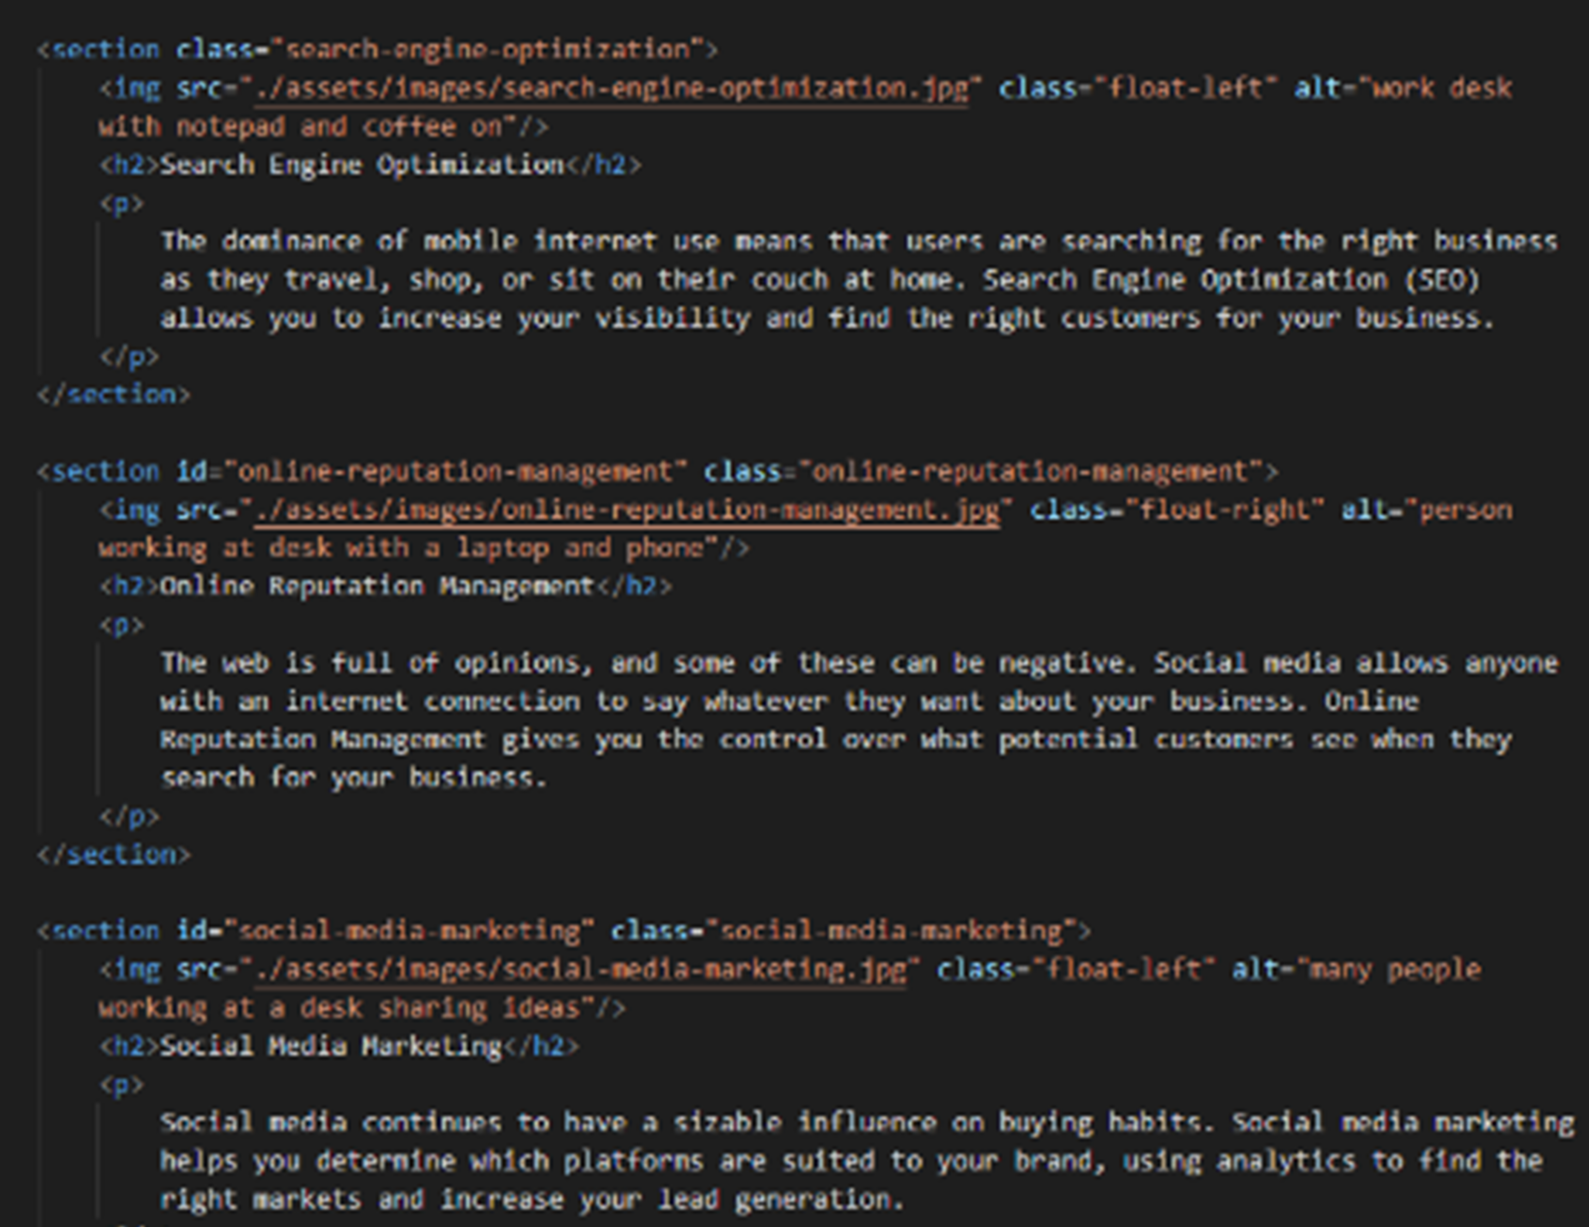 <section class="search-engine-optimization">
<img src="./assets/images/search-engine-optimization.jpg" class="float-left" alt="work desk
with notepad and coffee on"/>
<h2>Search Engine Optimization</h2>
<p>
The dominance of mobile internet use means that users are searching for the right business
as they travel, shop, or sit on their couch at home. Search Engine Optimization (SEO)
allows you to increase your visibility and find the right customers for your business.
</p>
</section>
<section id="online-reputation-management" class="online-reputation-management">
<img src="./assets/images/online-reputation-management.jpg" class="float-right" alt="person
working at desk with a laptop and phone"/>
<h2>Online Reputation Management</h2>
<p>
The web is full of opinions, and some of these can be negative. Social media allows anyone
with an internet connection to say whatever they want about your business. Online
Reputation Management gives you the control over what potential customers see when they
search for your business.
</p>
</section>
<section id="social-media-marketing" class="social-media-marketing">
<img src="./assets/images/social-media-marketing.jpg" class="float-left" alt="many people
working at a desk sharing ideas"/>
<h2>Social Media Marketing</h2>
<p>
Social media continues to have a sizable influence on buying habits. Social media marketing
helps you determine which platforms are suited to your brand, using analytics to find the
right markets and increase your lead generation.